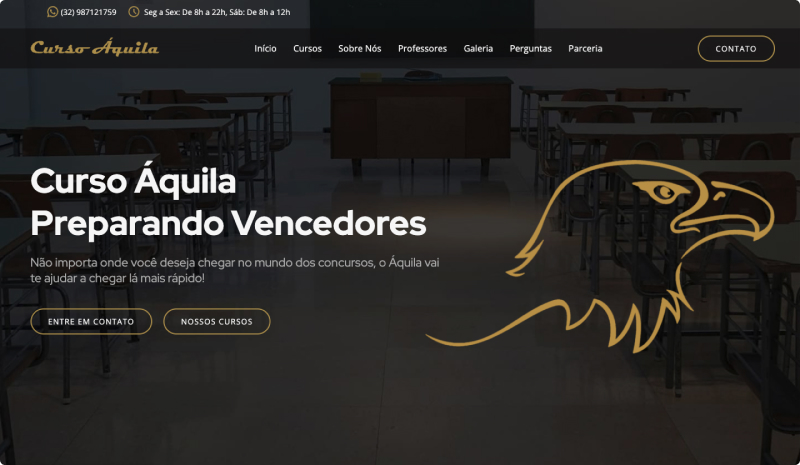 (32) 987121759
Seg a Sex: De 8h a 22h, Sáb: De 8h a 12h
Curso Áquila
Início
Cursos
Sobre Nós
Professores
Galeria
Perguntas
Parceria
CONTATO
Curso Áquila
Preparando Vencedores
Não importa onde você deseja chegar no mundo dos concursos, o Áquila vai
te ajudar a chegar lá mais rápido!
ENTRE EM CONTATO
NOSSOS CURSOS